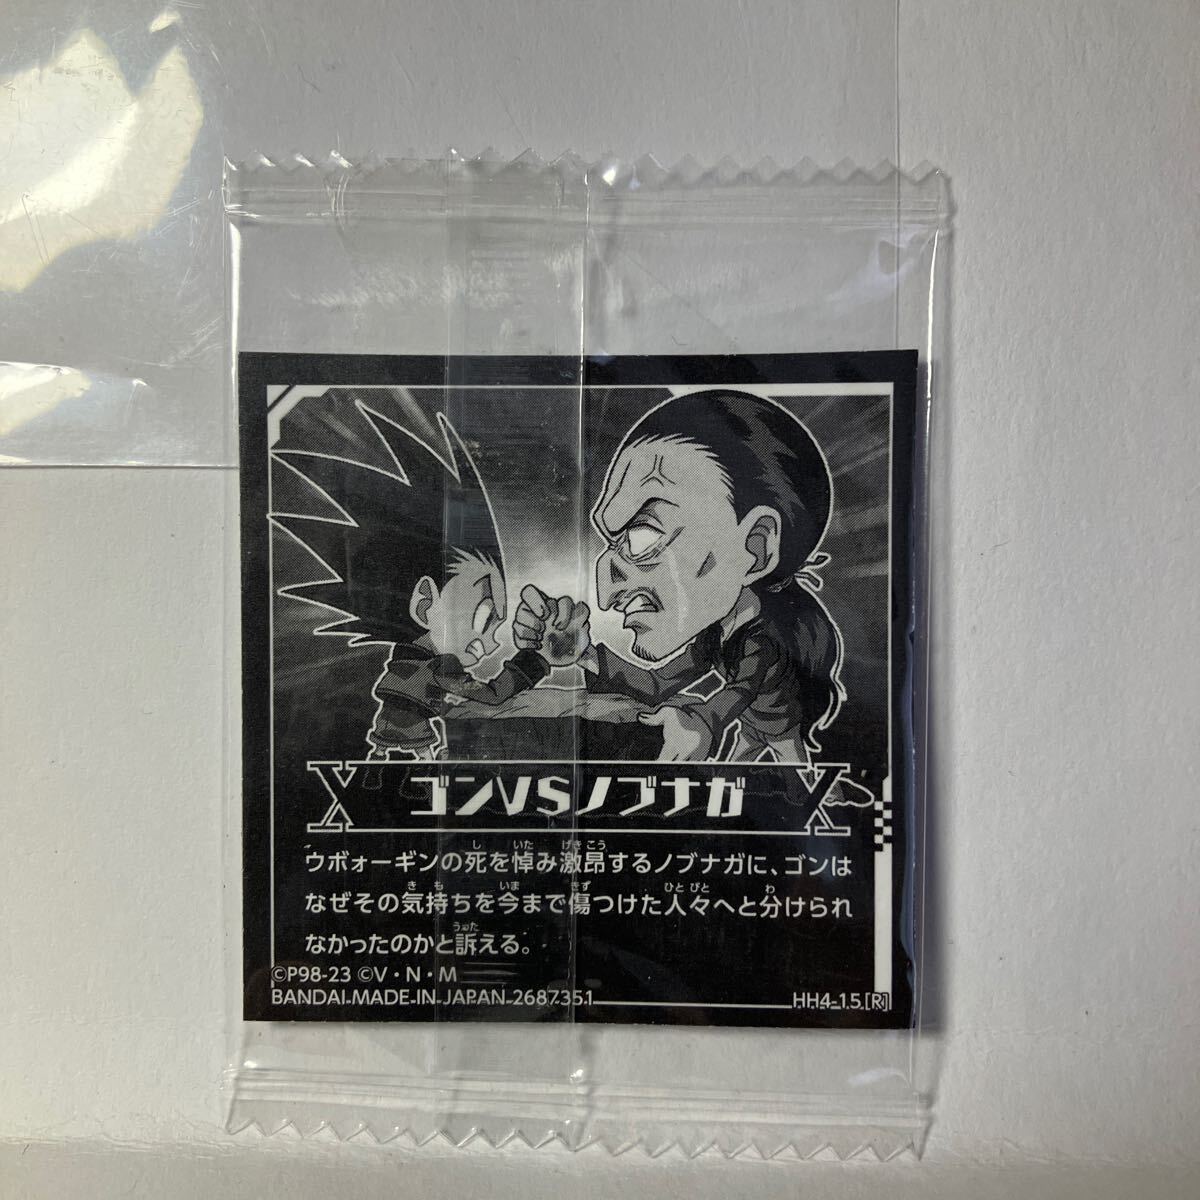 ゴンVSノブナガ
ウボォーギンの死を悼み激昂するノブナガに、ゴンは
なぜその気持ちを今まで傷つけた人々へと分けられ
なかったのかと訴える。
©P98-23 ©V・N・M
BANDAI・MADE・IN・JAPAN・2687351
HH4-15[R]